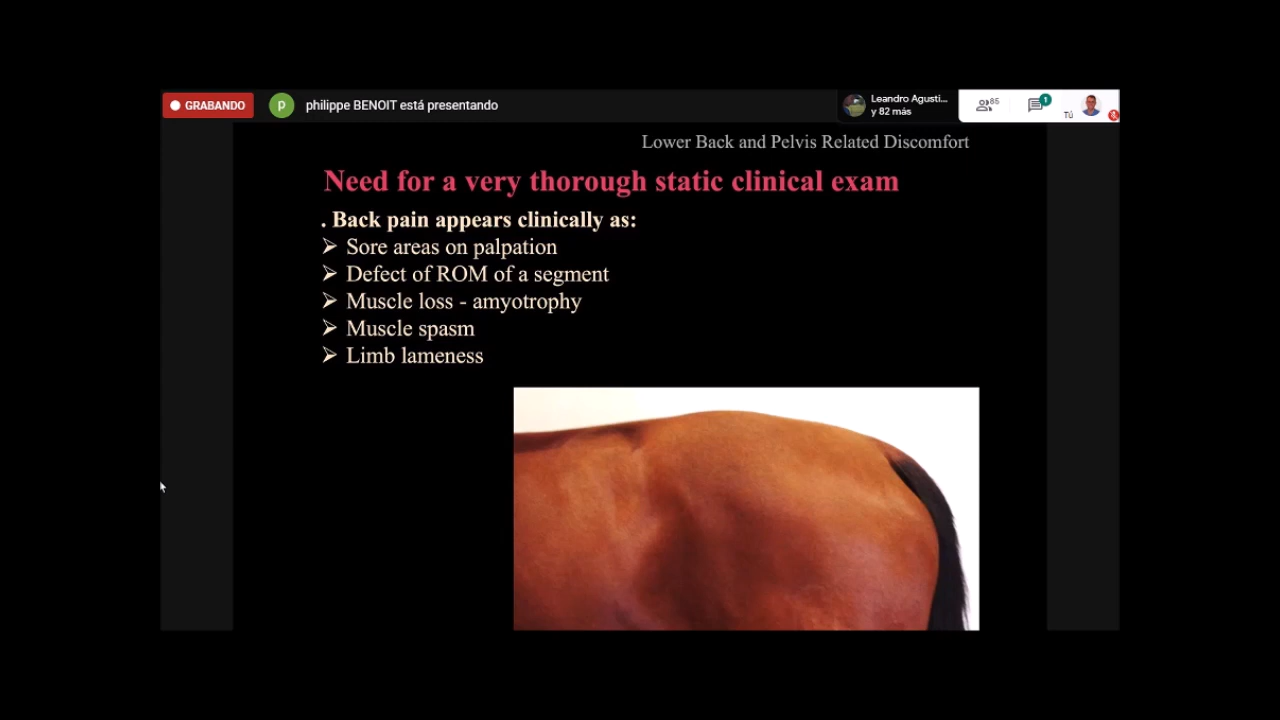 GRABANDO
p
philippe BENOIT está presentando
Leandro Agusti...
y 82 más
85
1
Tú
Lower Back and Pelvis Related Discomfort
Need for a very thorough static clinical exam
. Back pain appears clinically as:
➢ Sore areas on palpation
➢ Defect of ROM of a segment
➢ Muscle loss - amyotrophy
➢ Muscle spasm
➢ Limb lameness